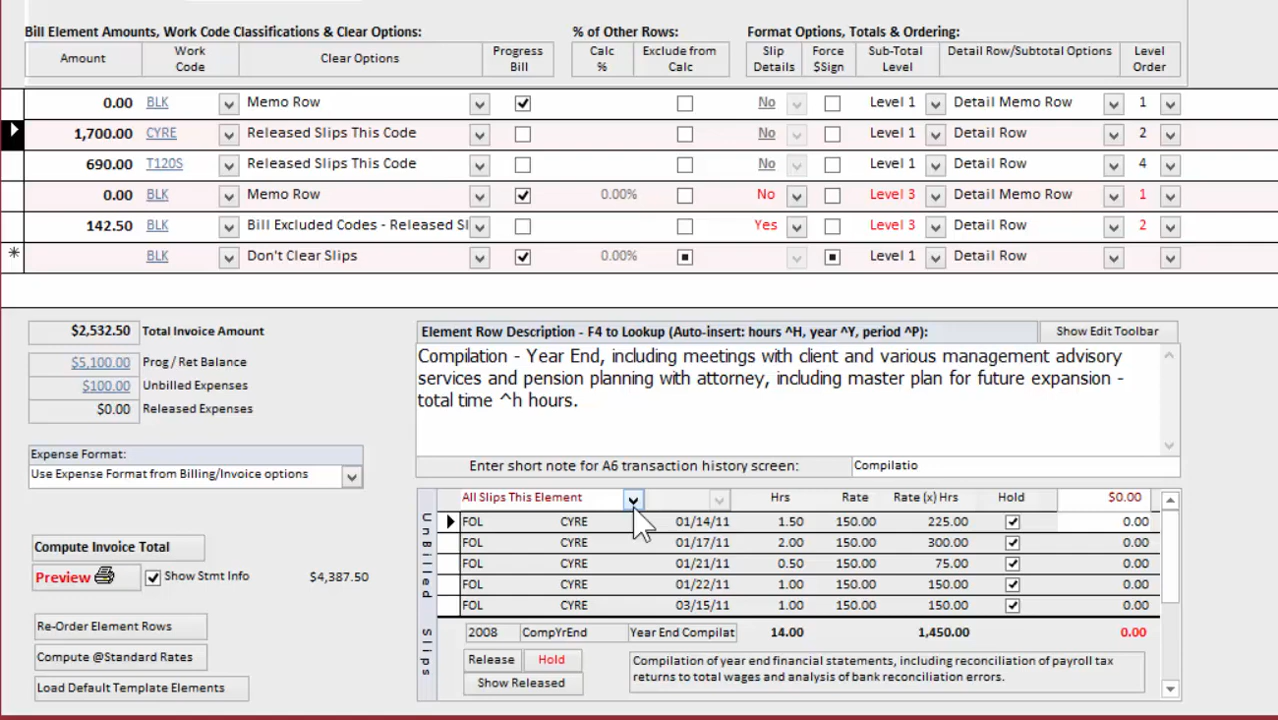 Bill Element Amounts, Work Code Classifications & Clear Options: % of Other Rows: Format Options, Totals & Ordering:
Amount Work Code Clear Options Progress Bill Calc % Exclude from Calc Slip Details Force $Sign Sub-Total Level Detail Row/Subtotal Options Level Order
0.00 BLK Memo Row No Level 1 Detail Memo Row 1
1,700.00 CYRE Released Slips This Code No Level 1 Detail Row 2
690.00 T120S Released Slips This Code No Level 1 Detail Row 4
0.00 BLK Memo Row 0.00% No Level 3 Detail Memo Row 1
142.50 BLK Bill Excluded Codes - Released Sl Yes Level 3 Detail Row 2
* BLK Don't Clear Slips 0.00% Level 1 Detail Row
$2,532.50 Total Invoice Amount
$5,100.00 Prog/Ret Balance
$100.00 Unbilled Expenses
$0.00 Released Expenses
Expense Format:
Use Expense Format from Billing/Invoice options
Compute Invoice Total
Preview Show Stmt Info $4,387.50
Re-Order Element Rows
Compute @Standard Rates
Load Default Template Elements
Element Row Description - F4 to Lookup (Auto-insert: hours ^H, year ^Y, period ^P): Show Edit Toolbar
Compilation - Year End, including meetings with client and various management advisory
services and pension planning with attorney, including master plan for future expansion -
total time ^h hours.
Enter short note for A6 transaction history screen: Compilatio
UnBilled Slips
All Slips This Element Hrs Rate Rate (x) Hrs Hold $0.00
FOL CYRE 01/14/11 1.50 150.00 225.00 0.00
FOL CYRE 01/17/11 2.00 150.00 300.00 0.00
FOL CYRE 01/21/11 0.50 150.00 75.00 0.00
FOL CYRE 01/22/11 1.00 150.00 150.00 0.00
FOL CYRE 03/15/11 1.00 150.00 150.00 0.00
2008 CompYrEnd Year End Compilat 14.00 1,450.00 0.00
Release Hold
Show Released
Compilation of year end financial statements, including reconciliation of payroll tax
returns to total wages and analysis of bank reconciliation errors.